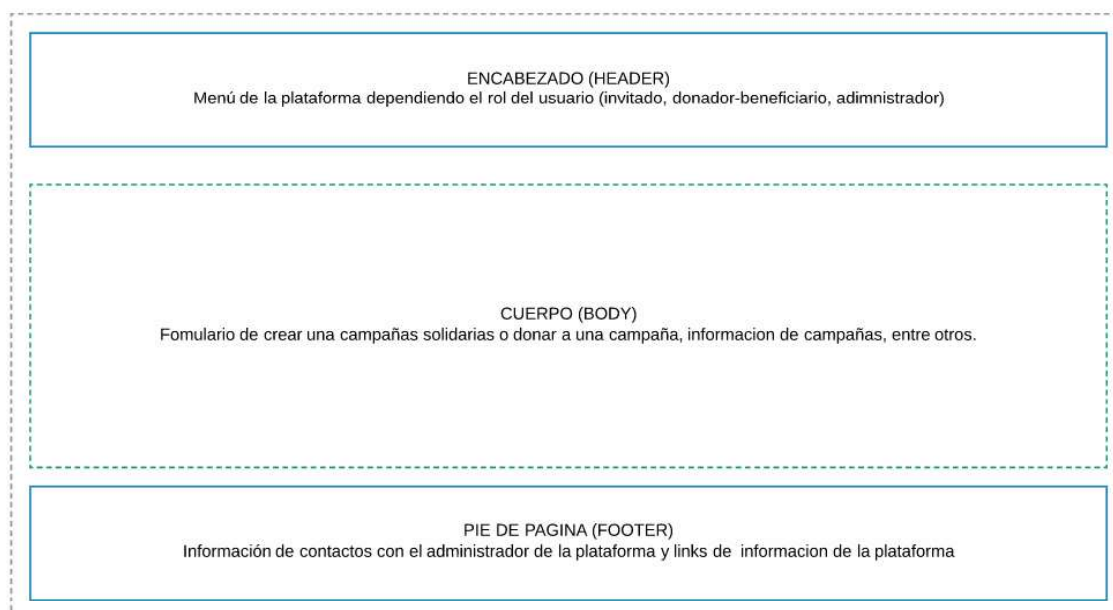 ENCABEZADO (HEADER)
Menú de la plataforma dependiendo el rol del usuario (invitado, donador-beneficiario, adimnistrador)
CUERPO (BODY)
Fomulario de crear una campañas solidarias o donar a una campaña, informacion de campañas, entre otros.
PIE DE PAGINA (FOOTER)
Información de contactos con el administrador de la plataforma y links de informacion de la plataforma